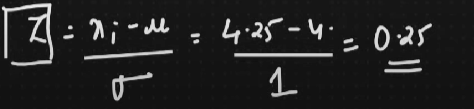 Z = xi - μ / σ = 4.25 - 4. / 1 = 0.25